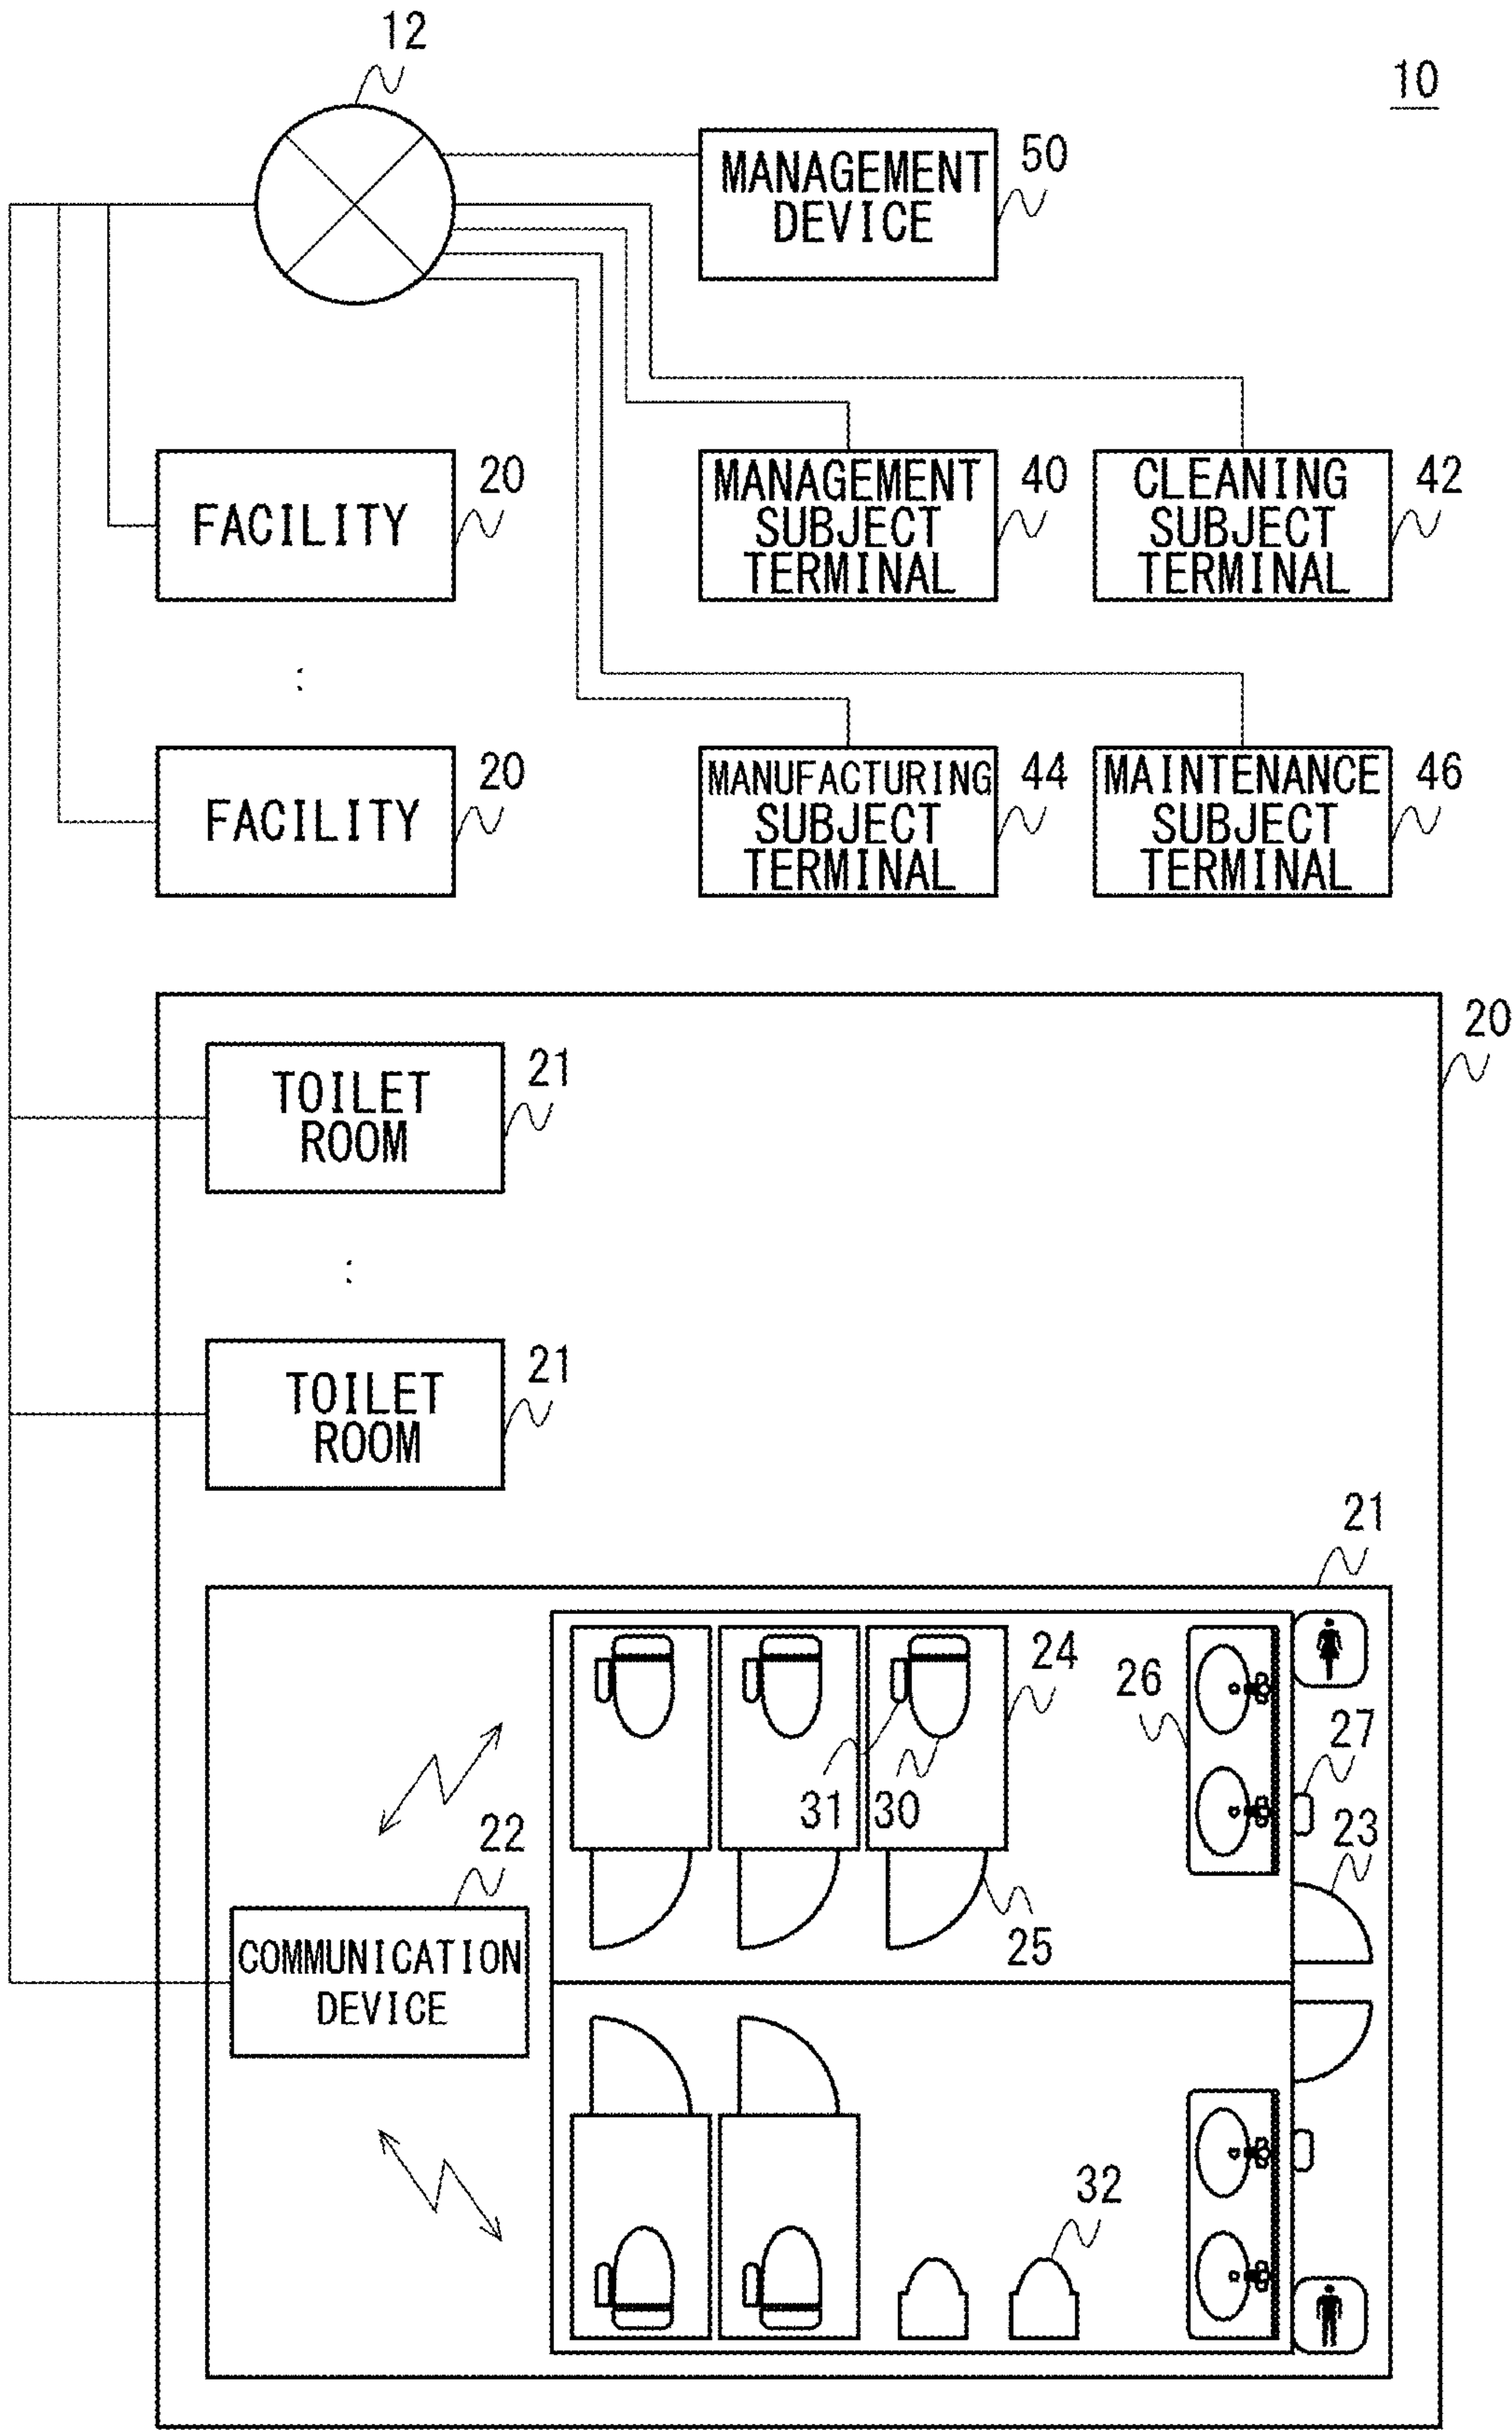 12
10
MANAGEMENT
DEVICE
50
FACILITY
20
MANAGEMENT
SUBJECT
TERMINAL
40
CLEANING
SUBJECT
TERMINAL
42
FACILITY
20
MANUFACTURING
SUBJECT
TERMINAL
44
MAINTENANCE
SUBJECT
TERMINAL
46
20
TOILET
ROOM
21
TOILET
ROOM
21
21
24
26
27
31
30
23
22
25
COMMUNICATION
DEVICE
32